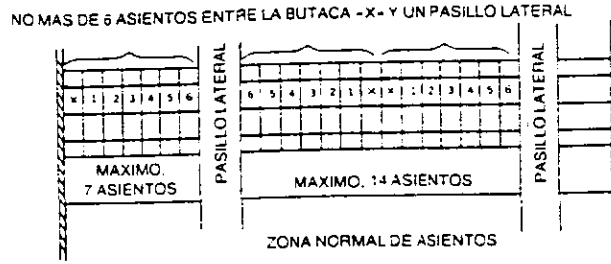 NO MAS DE 6 ASIENTOS ENTRE LA BUTACA -X- Y UN PASILLO LATERAL
X 1 2 3 4 5 6
6 5 4 3 2 1 X X 1 2 3 4 5 6
PASILLO LATERAL
PASILLO LATERAL
MAXIMO.
7 ASIENTOS
MAXIMO. 14 ASIENTOS
ZONA NORMAL DE ASIENTOS